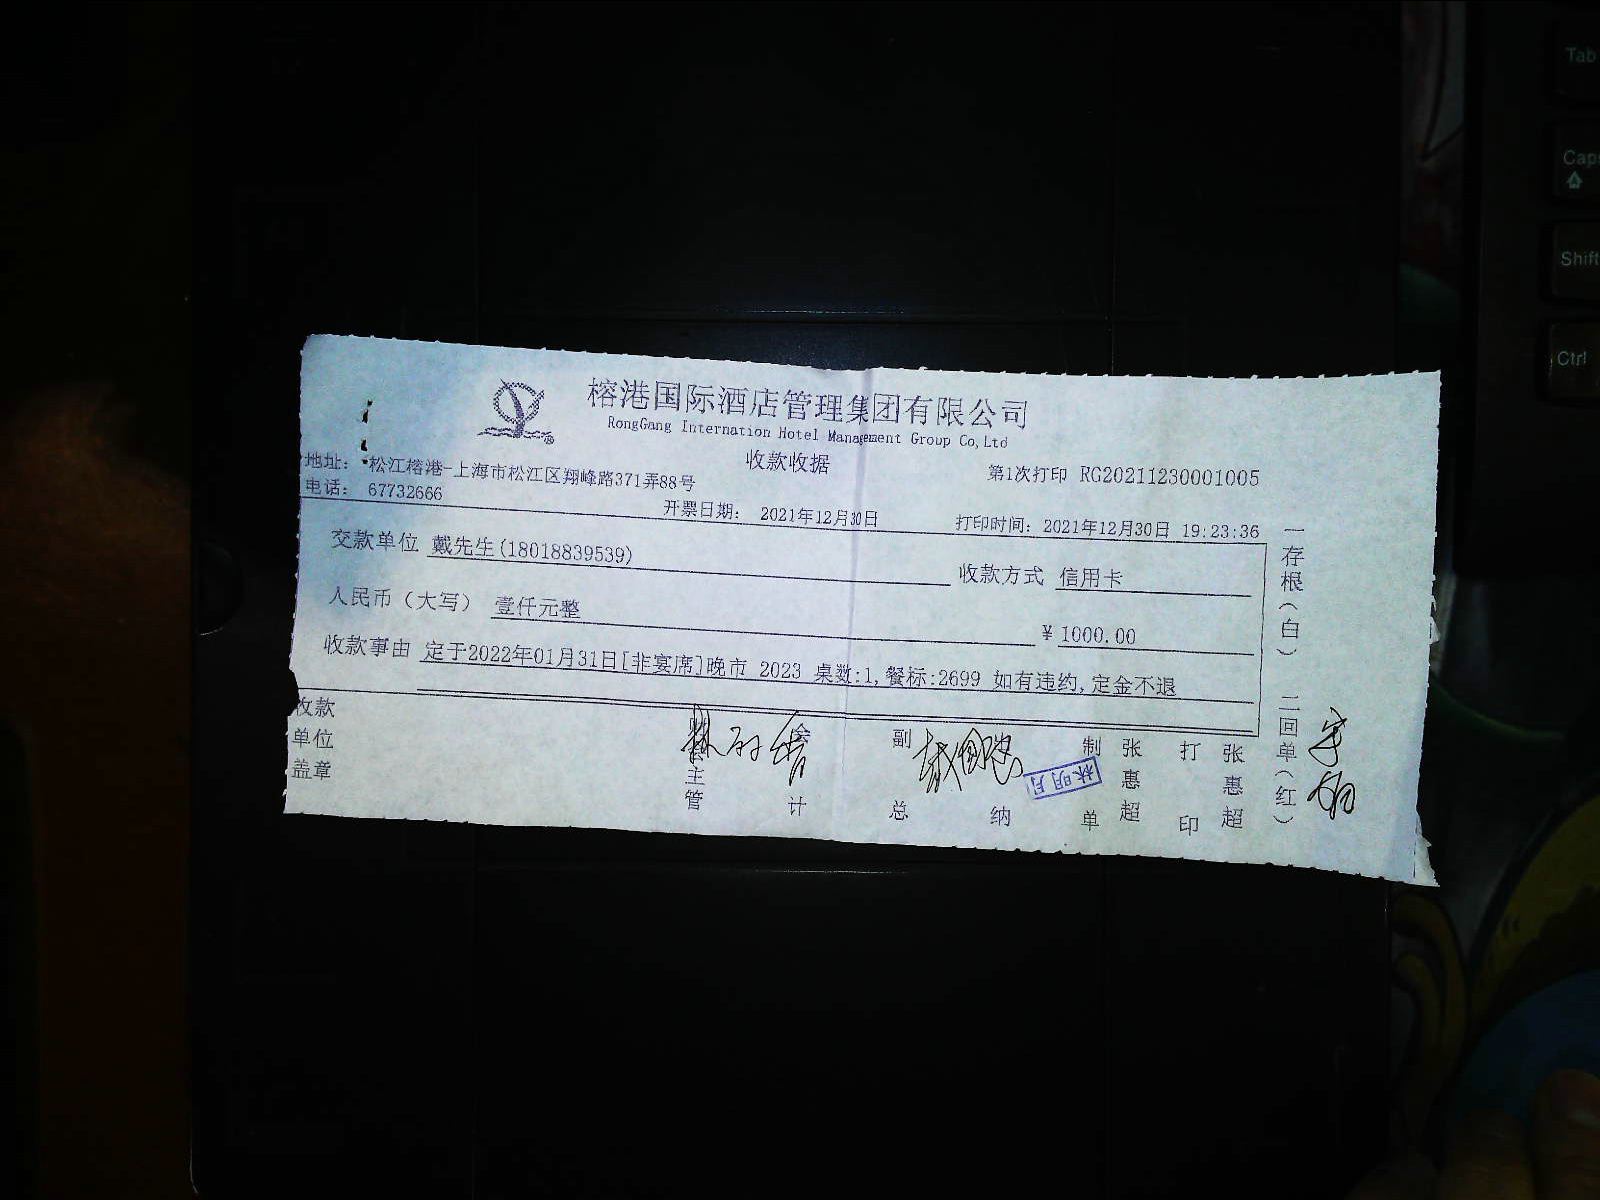 榕港国际酒店管理集团有限公司
RongGang Internation Hotel Management Group Co,Ltd
收款收据
地址: 松江榕港-上海市松江区翔峰路371弄88号
第1次打印 RG20211230001005
电话: 67732666
开票日期: 2021年12月30日
打印时间: 2021年12月30日 19:23:36
交款单位 戴先生(18018839539)
收款方式 信用卡
人民币(大写) 壹仟元整
¥ 1000.00
收款事由 定于2022年01月31日[非宴席]晚市 2023 桌数:1,餐标:2699 如有违约,定金不退
收款
单位
盖章
主管
会计
副总
纳
林明月
制单
张惠超
打印
张惠超
一存根(白) 二回单(红)
Tab
Caps
Shift
Ctrl